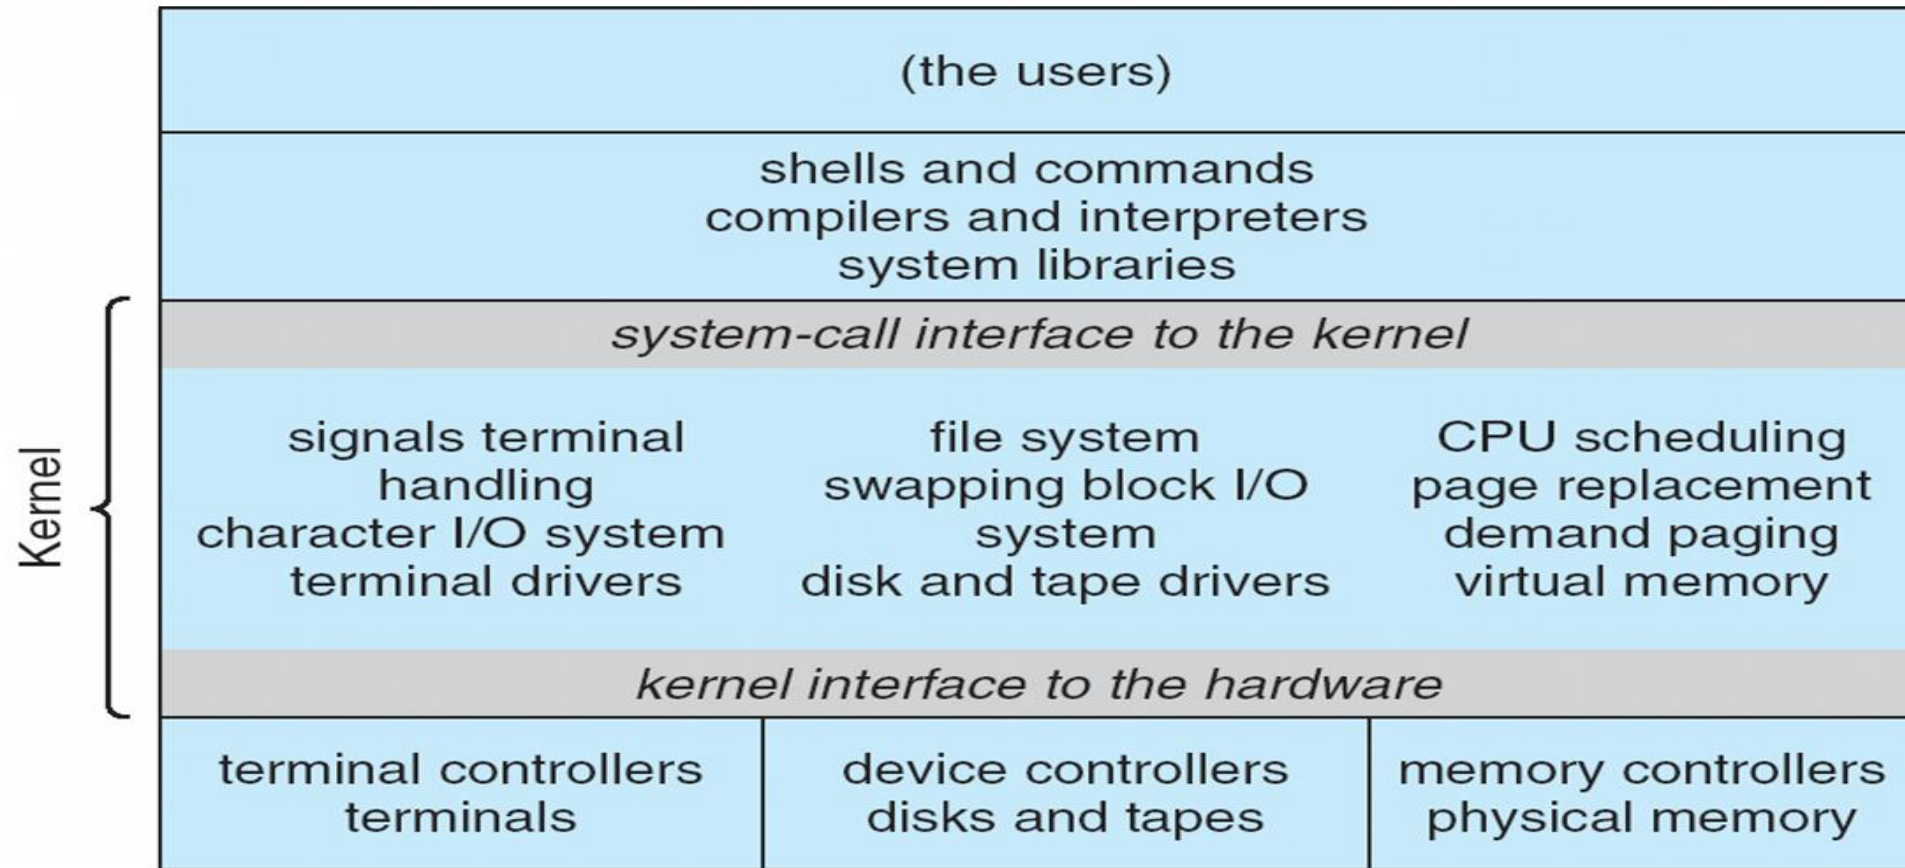 (the users)
shells and commands
compilers and interpreters
system libraries
Kernel
system-call interface to the kernel
signals terminal
handling
character I/O system
terminal drivers
file system
swapping block I/O
system
disk and tape drivers
CPU scheduling
page replacement
demand paging
virtual memory
kernel interface to the hardware
terminal controllers
terminals
device controllers
disks and tapes
memory controllers
physical memory